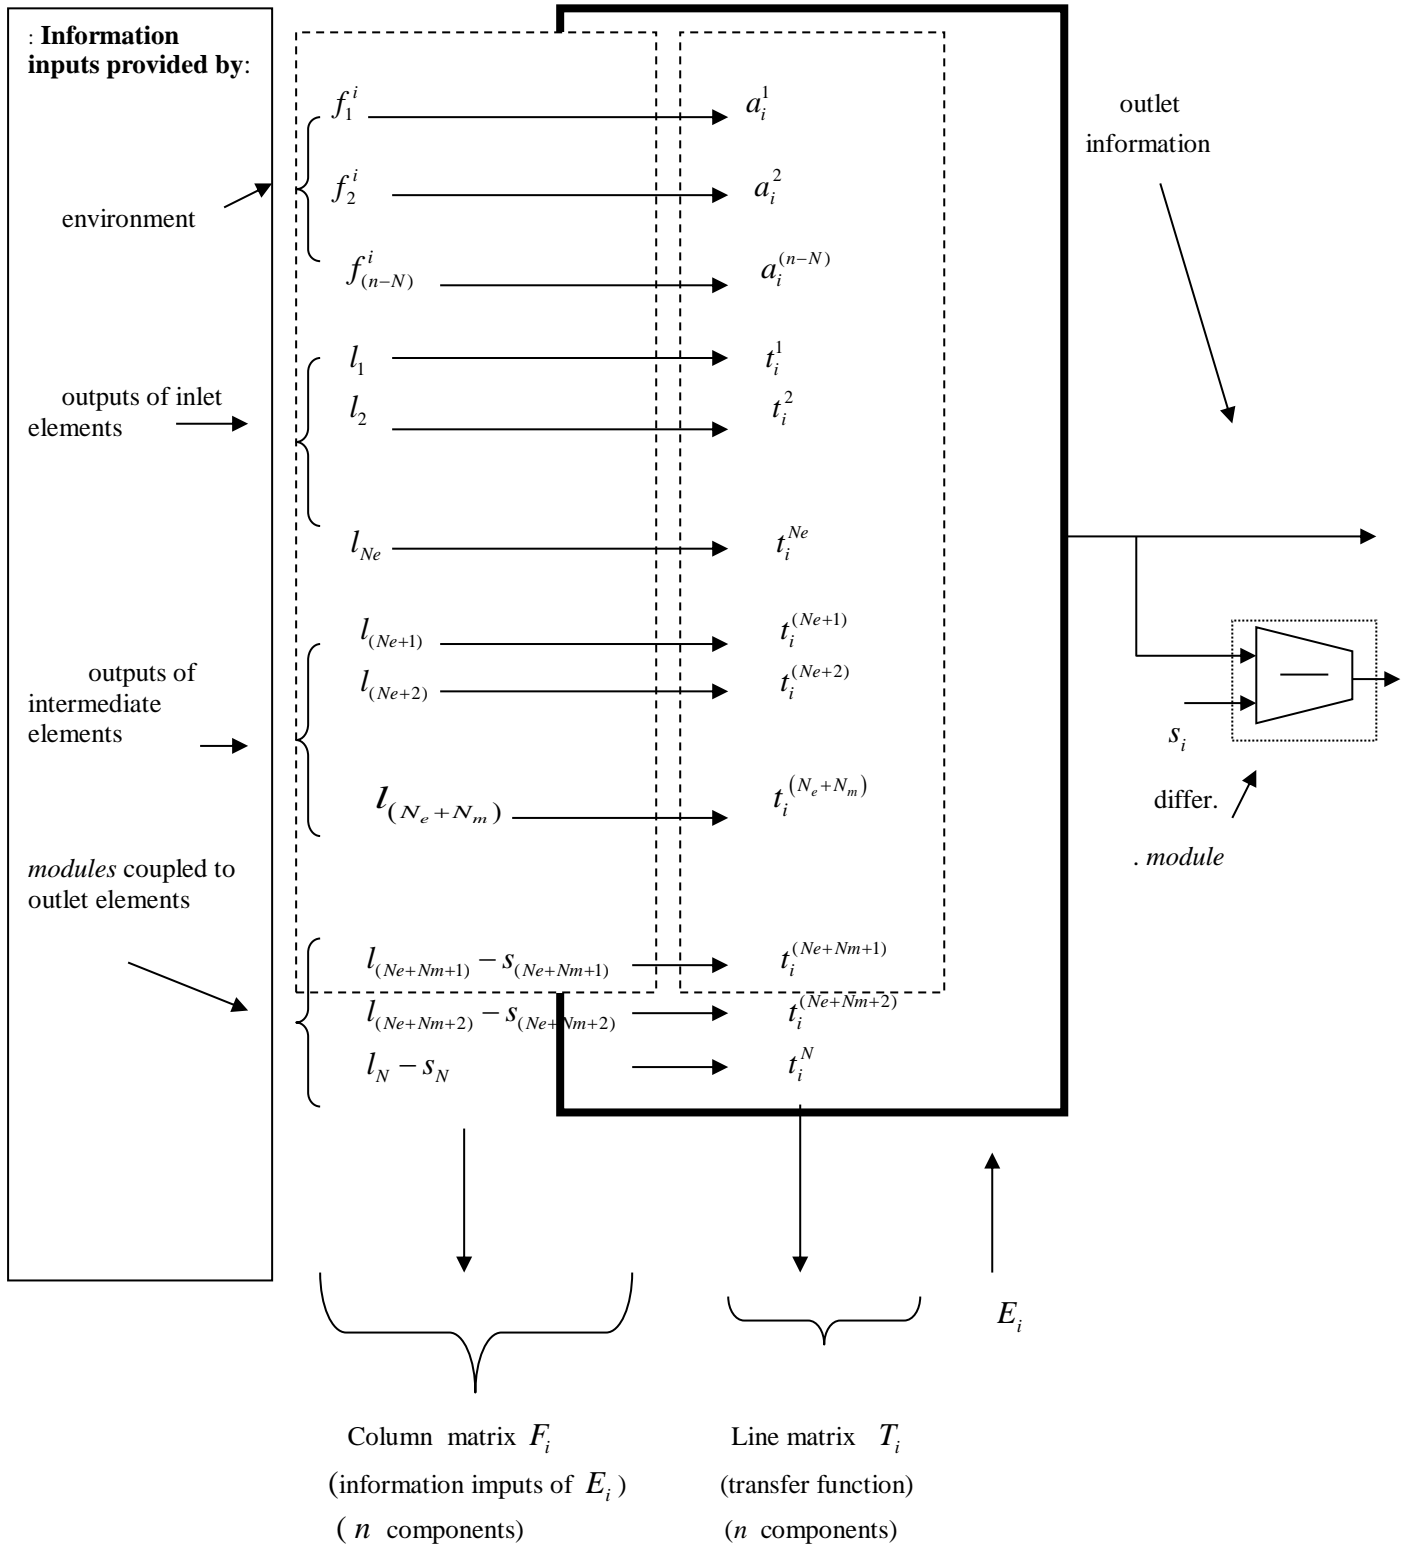 : Information
inputs provided by:
environment
outputs of inlet
elements
outputs of
intermediate
elements
modules coupled to
outlet elements
f_1^i
a_i^1
f_2^i
a_i^2
f_{(n-N)}^i
a_i^{(n-N)}
l_1
t_i^1
l_2
t_i^2
l_{Ne}
t_i^{Ne}
l_{(Ne+1)}
t_i^{(Ne+1)}
l_{(Ne+2)}
t_i^{(Ne+2)}
l_{(N_e+N_m)}
t_i^{(N_e+N_m)}
l_{(Ne+Nm+1)} − s_{(Ne+Nm+1)}
t_i^{(Ne+Nm+1)}
l_{(Ne+Nm+2)} − s_{(Ne+Nm+2)}
t_i^{(Ne+Nm+2)}
l_N − s_N
t_i^N
outlet
information
s_i
differ.
. module
E_i
Column matrix F_i
(information imputs of E_i )
( n components)
Line matrix T_i
(transfer function)
(n components)